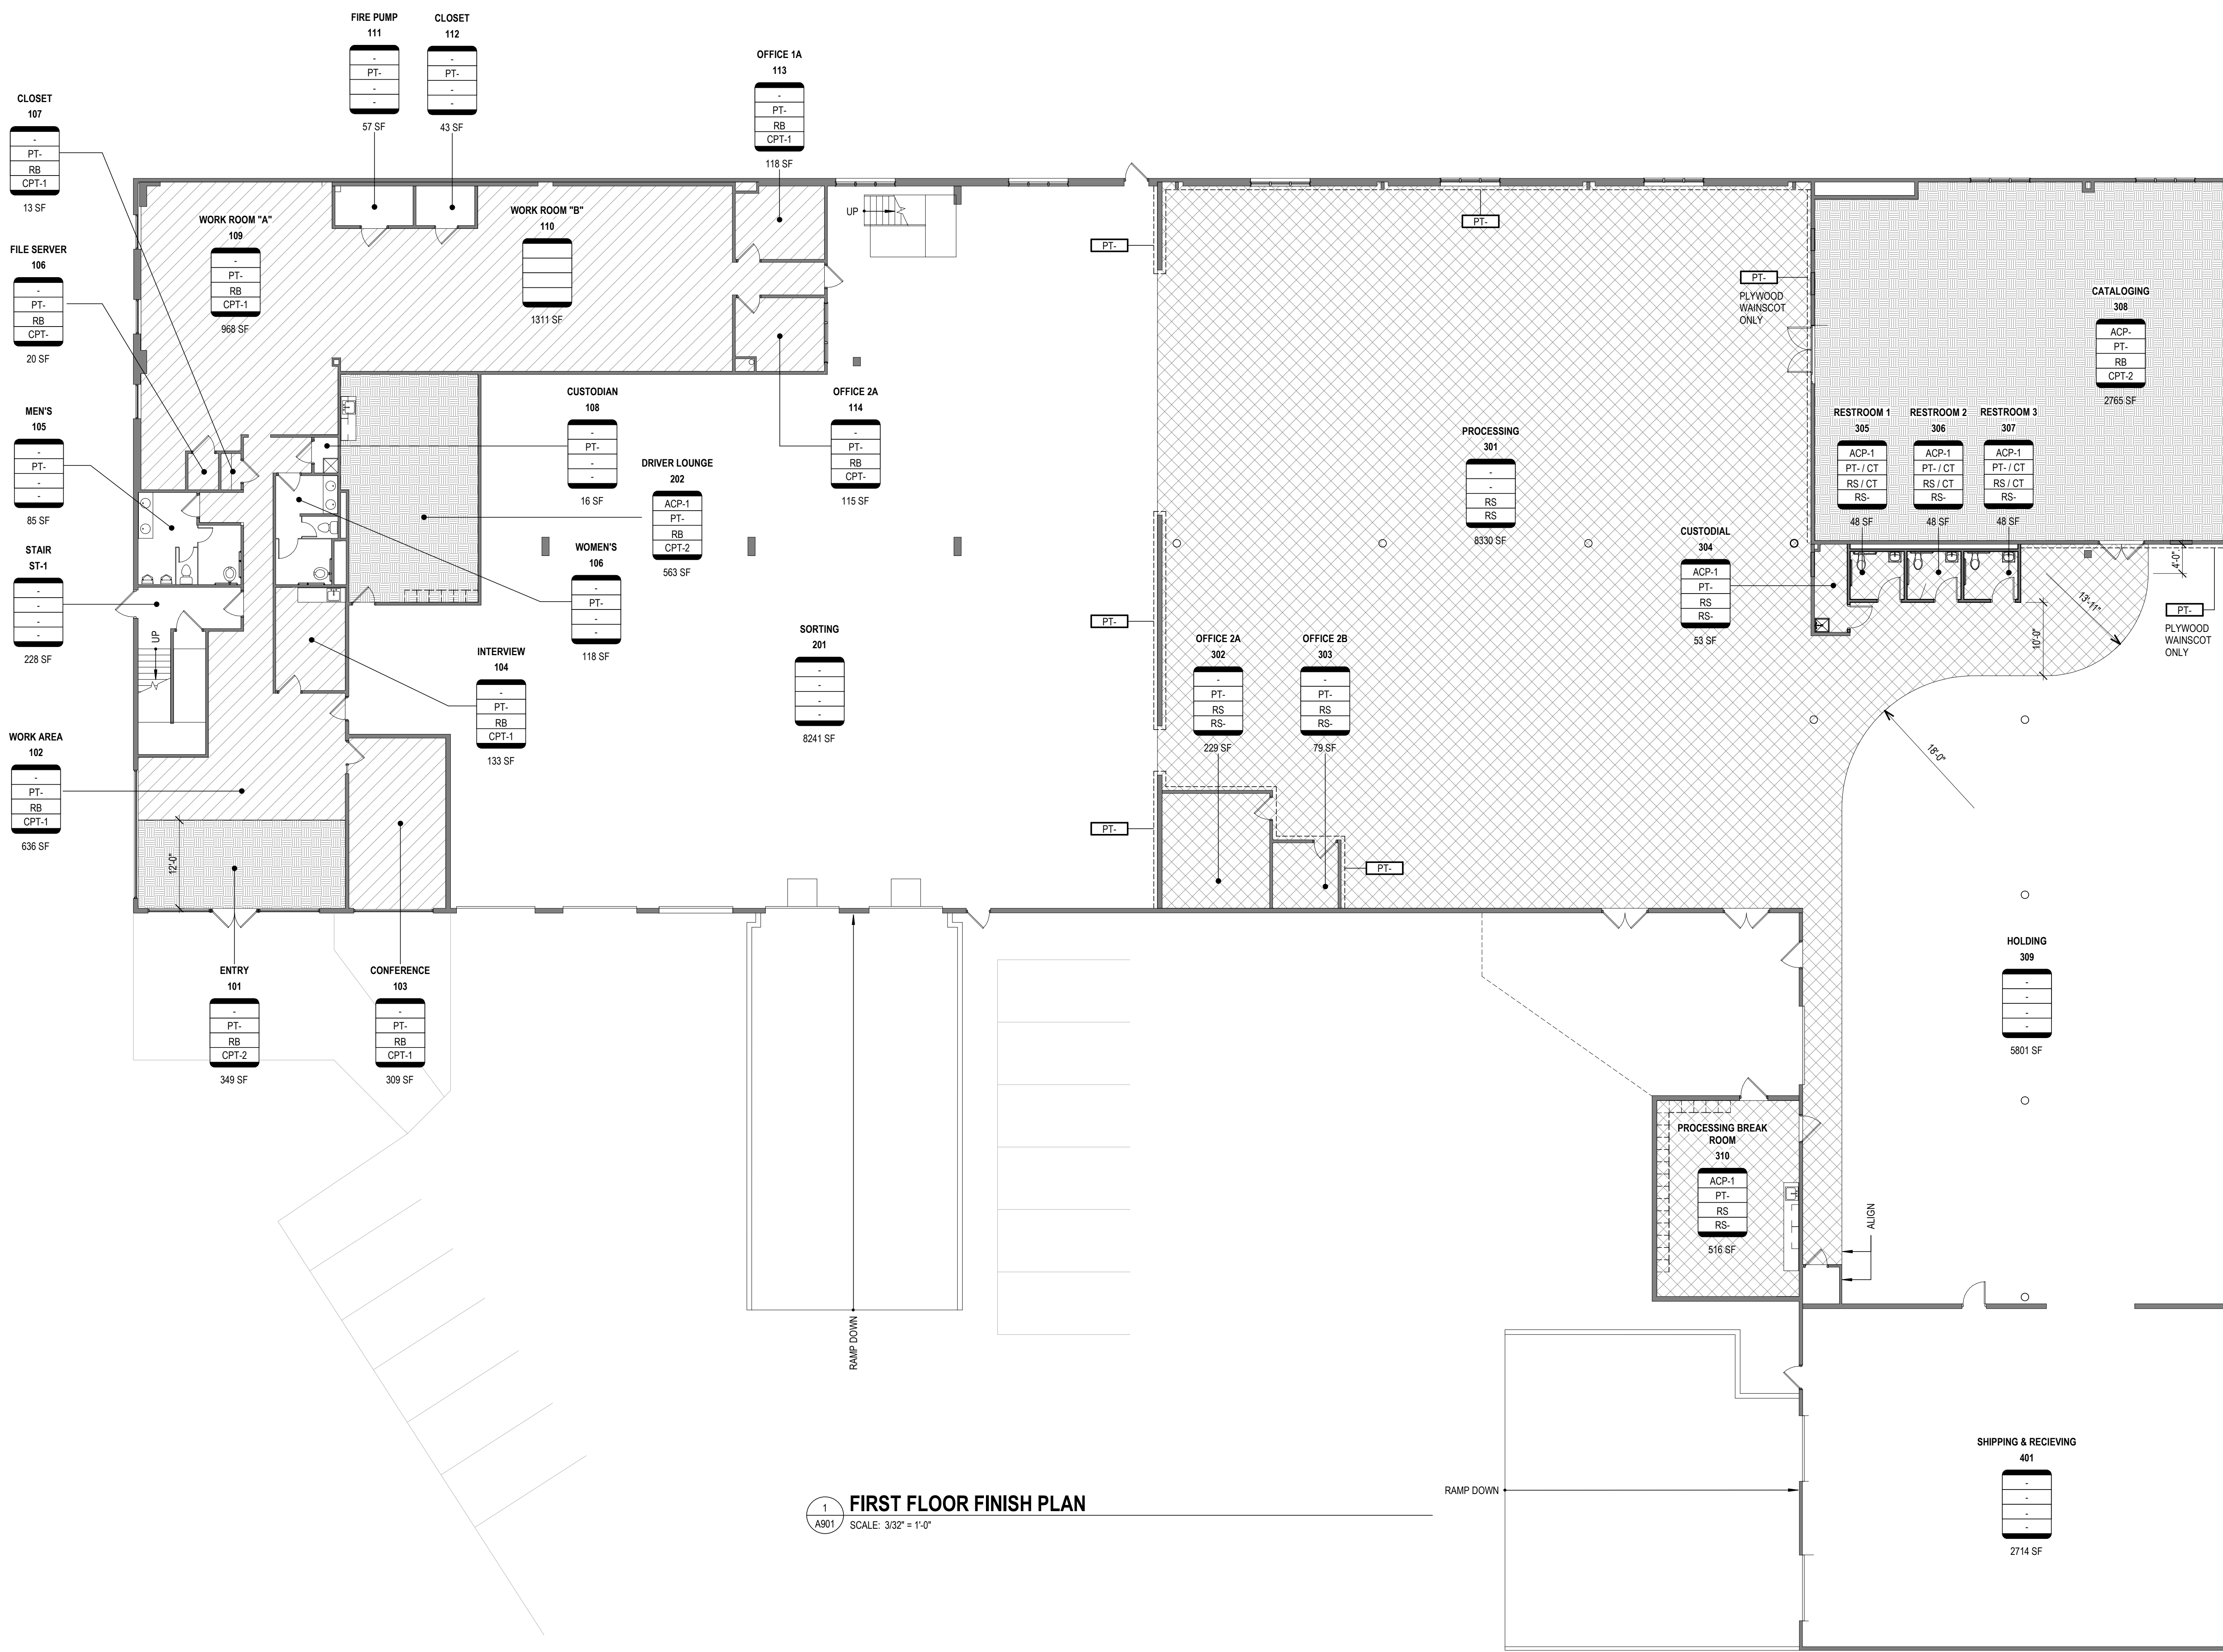 FIRE PUMP
111
-
PT-
-
-
57 SF
CLOSET
112
-
PT-
-
-
43 SF
OFFICE 1A
113
-
PT-
RB
CPT-1
118 SF
CLOSET
107
-
PT-
RB
CPT-1
13 SF
WORK ROOM "A"
109
-
PT-
RB
CPT-1
968 SF
WORK ROOM "B"
110
1311 SF
UP
PT-
PT-
PT-
PLYWOOD
WAINSCOT
ONLY
CATALOGING
308
ACP-
PT-
RB
CPT-2
2765 SF
FILE SERVER
106
-
PT-
RB
CPT-
20 SF
MEN'S
105
-
PT-
-
-
85 SF
CUSTODIAN
108
-
PT-
-
-
16 SF
OFFICE 2A
114
-
PT-
RB
CPT-
115 SF
DRIVER LOUNGE
202
ACP-1
PT-
RB
CPT-2
563 SF
PROCESSING
301
-
-
RS
RS
8330 SF
RESTROOM 1
305
ACP-1
PT- / CT
RS / CT
RS-
48 SF
RESTROOM 2
306
ACP-1
PT- / CT
RS / CT
RS-
48 SF
RESTROOM 3
307
ACP-1
PT- / CT
RS / CT
RS-
48 SF
CUSTODIAL
304
ACP-1
PT-
RS
RS-
53 SF
4'-0"
13'-11"
10'-0"
PT-
PLYWOOD
WAINSCOT
ONLY
STAIR
ST-1
-
-
-
-
228 SF
UP
WOMEN'S
106
-
PT-
-
-
118 SF
INTERVIEW
104
-
PT-
RB
CPT-1
133 SF
SORTING
201
-
-
-
-
8241 SF
PT-
OFFICE 2A
302
-
PT-
RS
RS-
229 SF
OFFICE 2B
303
-
PT-
RS
RS-
79 SF
18'-0"
WORK AREA
102
-
PT-
RB
CPT-1
636 SF
12'-0"
PT-
PT-
ENTRY
101
-
PT-
RB
CPT-2
349 SF
CONFERENCE
103
-
PT-
RB
CPT-1
309 SF
HOLDING
309
-
-
-
-
5801 SF
PROCESSING BREAK
ROOM
310
ACP-1
PT-
RS
RS-
516 SF
ALIGN
RAMP DOWN
RAMP DOWN
SHIPPING & RECIEVING
401
-
-
-
-
2714 SF
1
A901
FIRST FLOOR FINISH PLAN
SCALE: 3/32" = 1'-0"